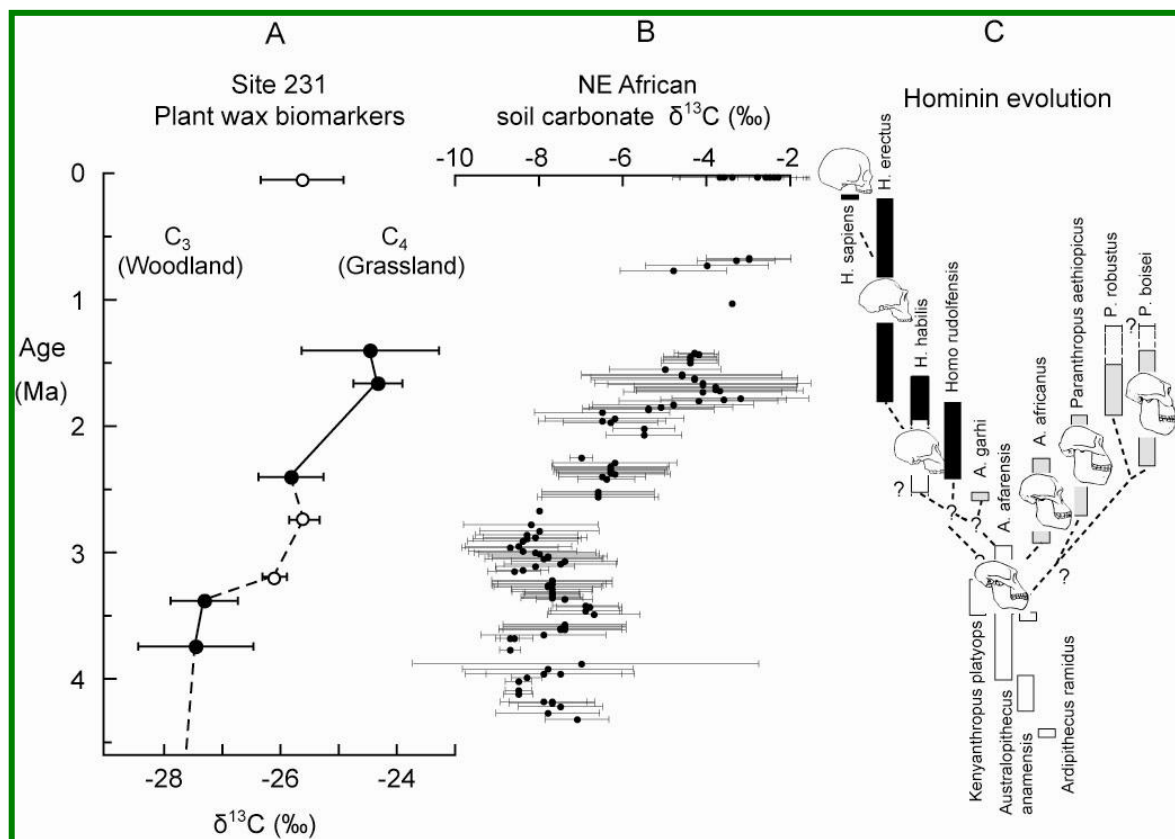 A
Site 231
Plant wax biomarkers
0
1
2
3
4
Age
(Ma)
C3
(Woodland)
C4
(Grassland)
-28
-26
-24
δ13C (‰)
B
NE African
soil carbonate δ13C (‰)
-10
-8
-6
-4
-2
C
Hominin evolution
H. sapiens
H. erectus
H. habilis
Homo rudolfensis
A. garhi
A. afarensis
A. africanus
Paranthropus aethiopicus
P. robustus
P. boisei
?
?
?
?
?
?
Kenyanthropus platyops
Australopithecus
anamensis
Ardipithecus ramidus